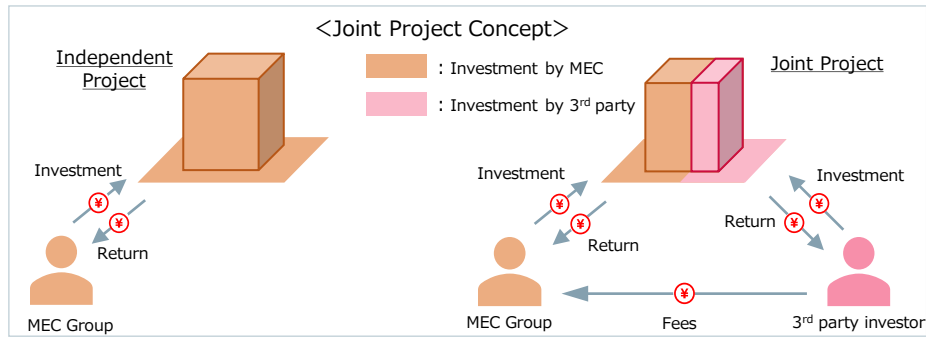 <Joint Project Concept>
Independent
Project
: Investment by MEC
: Investment by 3rd party
Joint Project
Investment
¥
¥
Return
MEC Group
Investment
¥
¥
Return
MEC Group
Investment
Return
¥
¥
¥
Fees
3rd party investor